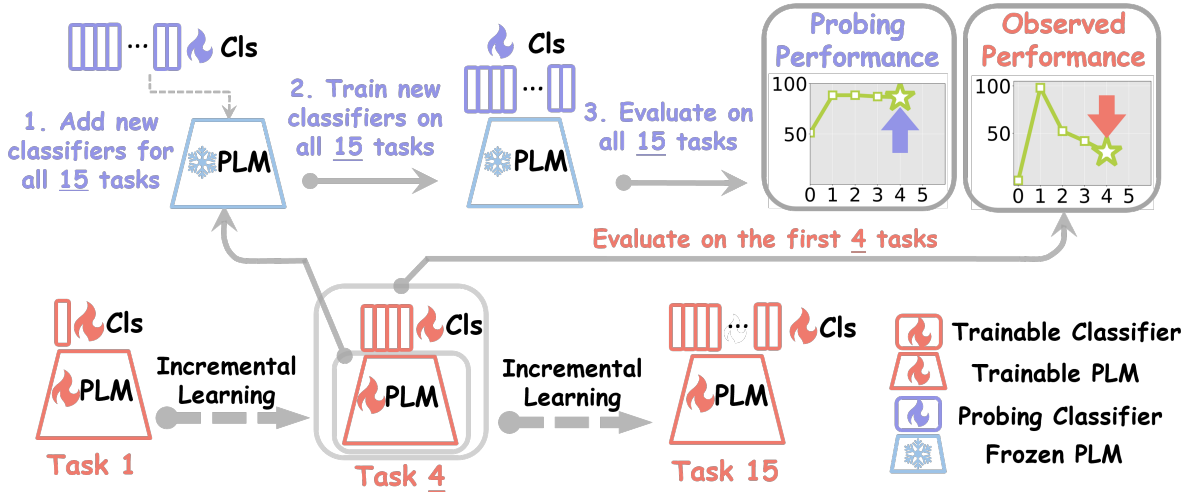 Cls
1. Add new
classifiers for
all 15 tasks
PLM
2. Train new
classifiers on
all 15 tasks
Cls
PLM
3. Evaluate on
all 15 tasks
Probing
Performance
100
50
0 1 2 3 4 5
Observed
Performance
100
50
0 1 2 3 4 5
Evaluate on the first 4 tasks
Cls
PLM
Task 1
Incremental
Learning
Cls
PLM
Task 4
Incremental
Learning
... Cls
PLM
Task 15
Trainable Classifier
Trainable PLM
Probing Classifier
Frozen PLM